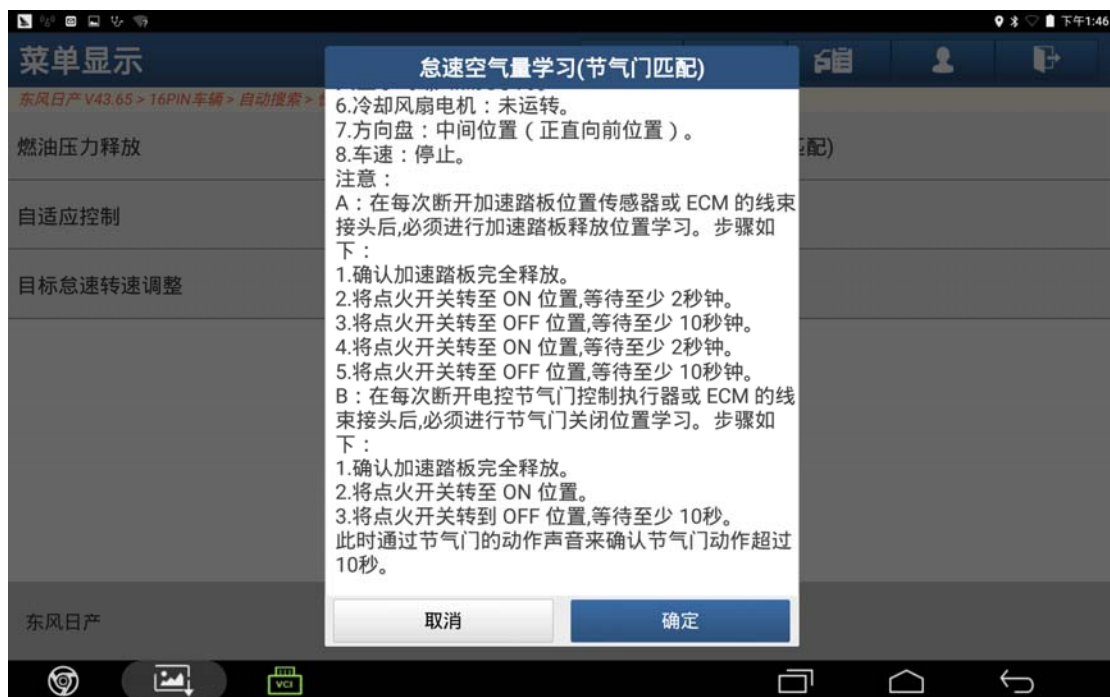 下午1:46
菜单显示
怠速空气量学习(节气门匹配)
东风日产 V43.65 > 16PIN车辆 > 自动搜索 >
燃油压力释放
匹配)
自适应控制
目标怠速转速调整
6.冷却风扇电机：未运转。
7.方向盘：中间位置（正直向前位置）。
8.车速：停止。
注意：
A：在每次断开加速踏板位置传感器或 ECM 的线束
接头后,必须进行加速踏板释放位置学习。步骤如
下：
1.确认加速踏板完全释放。
2.将点火开关转至 ON 位置,等待至少 2秒钟。
3.将点火开关转至 OFF 位置,等待至少 10秒钟。
4.将点火开关转至 ON 位置,等待至少 2秒钟。
5.将点火开关转至 OFF 位置,等待至少 10秒钟。
B：在每次断开电控节气门控制执行器或 ECM 的线
束接头后,必须进行节气门关闭位置学习。步骤如
下：
1.确认加速踏板完全释放。
2.将点火开关转至 ON 位置。
3.将点火开关转到 OFF 位置,等待至少 10秒。
此时通过节气门的动作声音来确认节气门动作超过
10秒。
取消
确定
东风日产
VCI